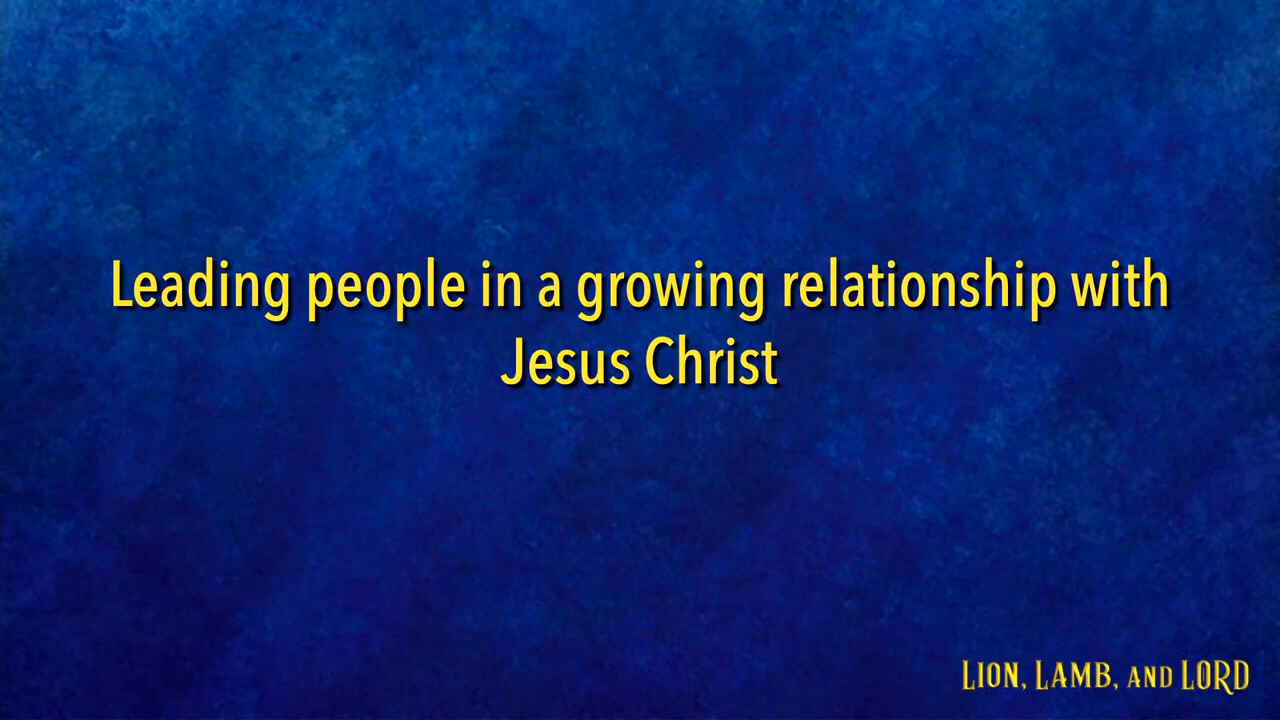 Leading people in a growing relationship with
Jesus Christ
LION, LAMB, AND LORD